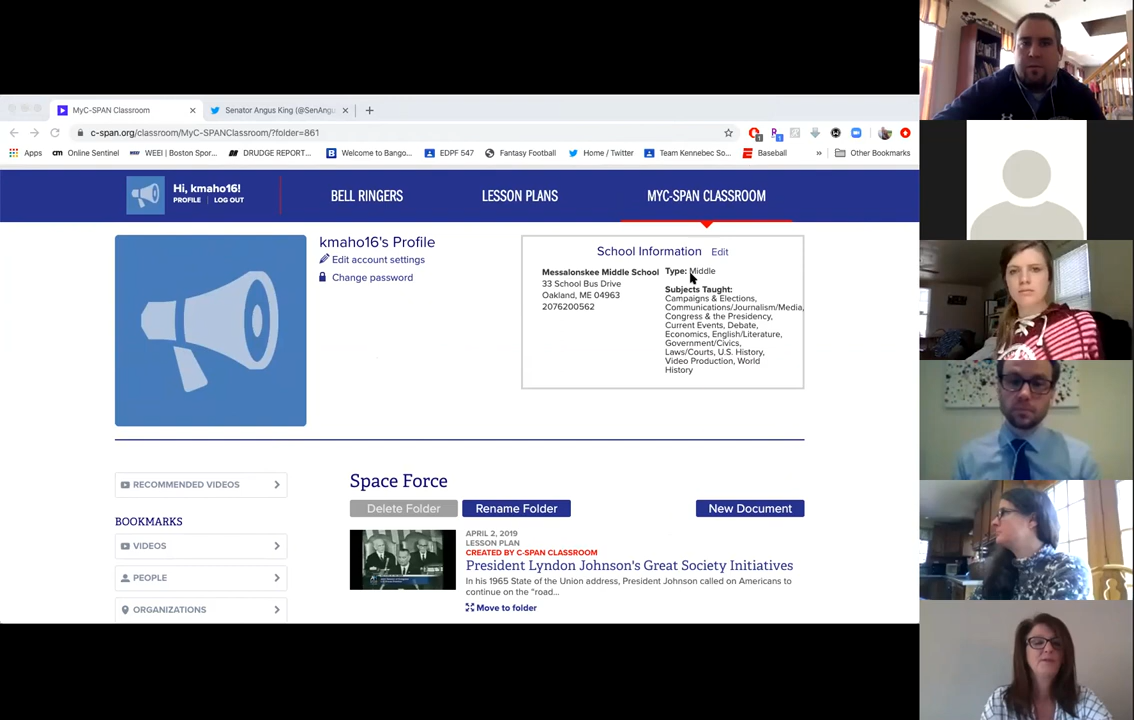 MyC-SPAN Classroom
Senator Angus King (@SenAngu
c-span.org/classroom/MyC-SPANClassroom/?folder=861
Apps Online Sentinel WEEI | Boston Spor... DRUDGE REPORT... Welcome to Bango... EDPF 547 Fantasy Football Home / Twitter Team Kennebec So... Baseball » Other Bookmarks
Hi, kmaho16!
PROFILE | LOG OUT
BELL RINGERS
LESSON PLANS
MYC-SPAN CLASSROOM
kmaho16's Profile
Edit account settings
Change password
School Information Edit
Messalonskee Middle School
33 School Bus Drive
Oakland, ME 04963
2076200562
Type: Middle
Subjects Taught:
Campaigns & Elections,
Communications/Journalism/Media,
Congress & the Presidency,
Current Events, Debate,
Economics, English/Literature,
Government/Civics,
Laws/Courts, U.S. History,
Video Production, World
History
RECOMMENDED VIDEOS
BOOKMARKS
VIDEOS
PEOPLE
ORGANIZATIONS
Space Force
Delete Folder
Rename Folder
New Document
APRIL 2, 2019
LESSON PLAN
CREATED BY C-SPAN CLASSROOM
President Lyndon Johnson's Great Society Initiatives
In his 1965 State of the Union address, President Johnson called on Americans to
continue on the "road...
Move to folder